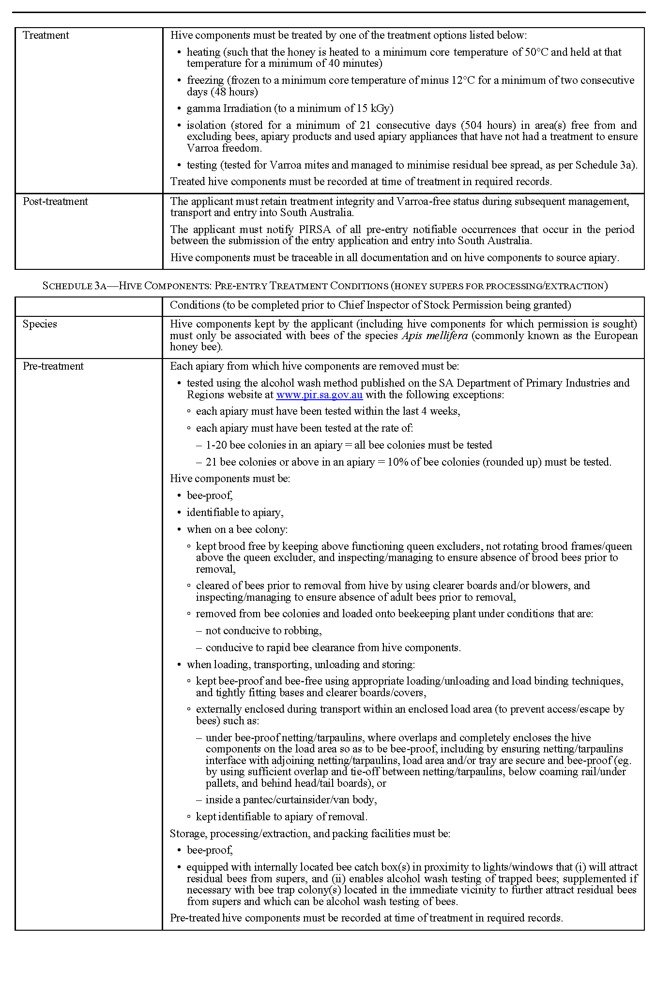 Treatment
Hive components must be treated by one of the treatment options listed below:
• heating (such that the honey is heated to a minimum core temperature of 50°C and held at that
temperature for a minimum of 40 minutes)
• freezing (frozen to a minimum core temperature of minus 12°C for a minimum of two consecutive
days (48 hours)
• gamma Irradiation (to a minimum of 15 kGy)
• isolation (stored for a minimum of 21 consecutive days (504 hours) in area(s) free from and
excluding bees, apiary products and used apiary appliances that have not had a treatment to ensure
Varroa freedom.
• testing (tested for Varroa mites and managed to minimise residual bee spread, as per Schedule 3a).
Treated hive components must be recorded at time of treatment in required records.
Post-treatment
The applicant must retain treatment integrity and Varroa-free status during subsequent management,
transport and entry into South Australia.
The applicant must notify PIRSA of all pre-entry notifiable occurrences that occur in the period
between the submission of the entry application and entry into South Australia.
Hive components must be traceable in all documentation and on hive components to source apiary.
SCHEDULE 3A—HIVE COMPONENTS: PRE-ENTRY TREATMENT CONDITIONS (HONEY SUPERS FOR PROCESSING/EXTRACTION)
Conditions (to be completed prior to Chief Inspector of Stock Permission being granted)
Species
Hive components kept by the applicant (including hive components for which permission is sought)
must only be associated with bees of the species Apis mellifera (commonly known as the European
honey bee).
Pre-treatment
Each apiary from which hive components are removed must be:
• tested using the alcohol wash method published on the SA Department of Primary Industries and
Regions website at www.pir.sa.gov.au with the following exceptions:
◦ each apiary must have been tested within the last 4 weeks,
◦ each apiary must have been tested at the rate of:
– 1-20 bee colonies in an apiary = all bee colonies must be tested
– 21 bee colonies or above in an apiary = 10% of bee colonies (rounded up) must be tested.
Hive components must be:
• bee-proof,
• identifiable to apiary,
• when on a bee colony:
◦ kept brood free by keeping above functioning queen excluders, not rotating brood frames/queen
above the queen excluder, and inspecting/managing to ensure absence of brood bees prior to
removal,
◦ cleared of bees prior to removal from hive by using clearer boards and/or blowers, and
inspecting/managing to ensure absence of adult bees prior to removal,
◦ removed from bee colonies and loaded onto beekeeping plant under conditions that are:
– not conducive to robbing,
– conducive to rapid bee clearance from hive components.
• when loading, transporting, unloading and storing:
◦ kept bee-proof and bee-free using appropriate loading/unloading and load binding techniques,
and tightly fitting bases and clearer boards/covers,
◦ externally enclosed during transport within an enclosed load area (to prevent access/escape by
bees) such as:
– under bee-proof netting/tarpaulins, where overlaps and completely encloses the hive
components on the load area so as to be bee-proof, including by ensuring netting/tarpaulins
interface with adjoining netting/tarpaulins, load area and/or tray are secure and bee-proof (eg.
by using sufficient overlap and tie-off between netting/tarpaulins, below coaming rail/under
pallets, and behind head/tail boards), or
– inside a pantec/curtainsider/van body,
◦ kept identifiable to apiary of removal.
Storage, processing/extraction, and packing facilities must be:
• bee-proof,
• equipped with internally located bee catch box(s) in proximity to lights/windows that (i) will attract
residual bees from supers, and (ii) enables alcohol wash testing of trapped bees; supplemented if
necessary with bee trap colony(s) located in the immediate vicinity to further attract residual bees
from supers and which can be alcohol wash testing of bees.
Pre-treated hive components must be recorded at time of treatment in required records.